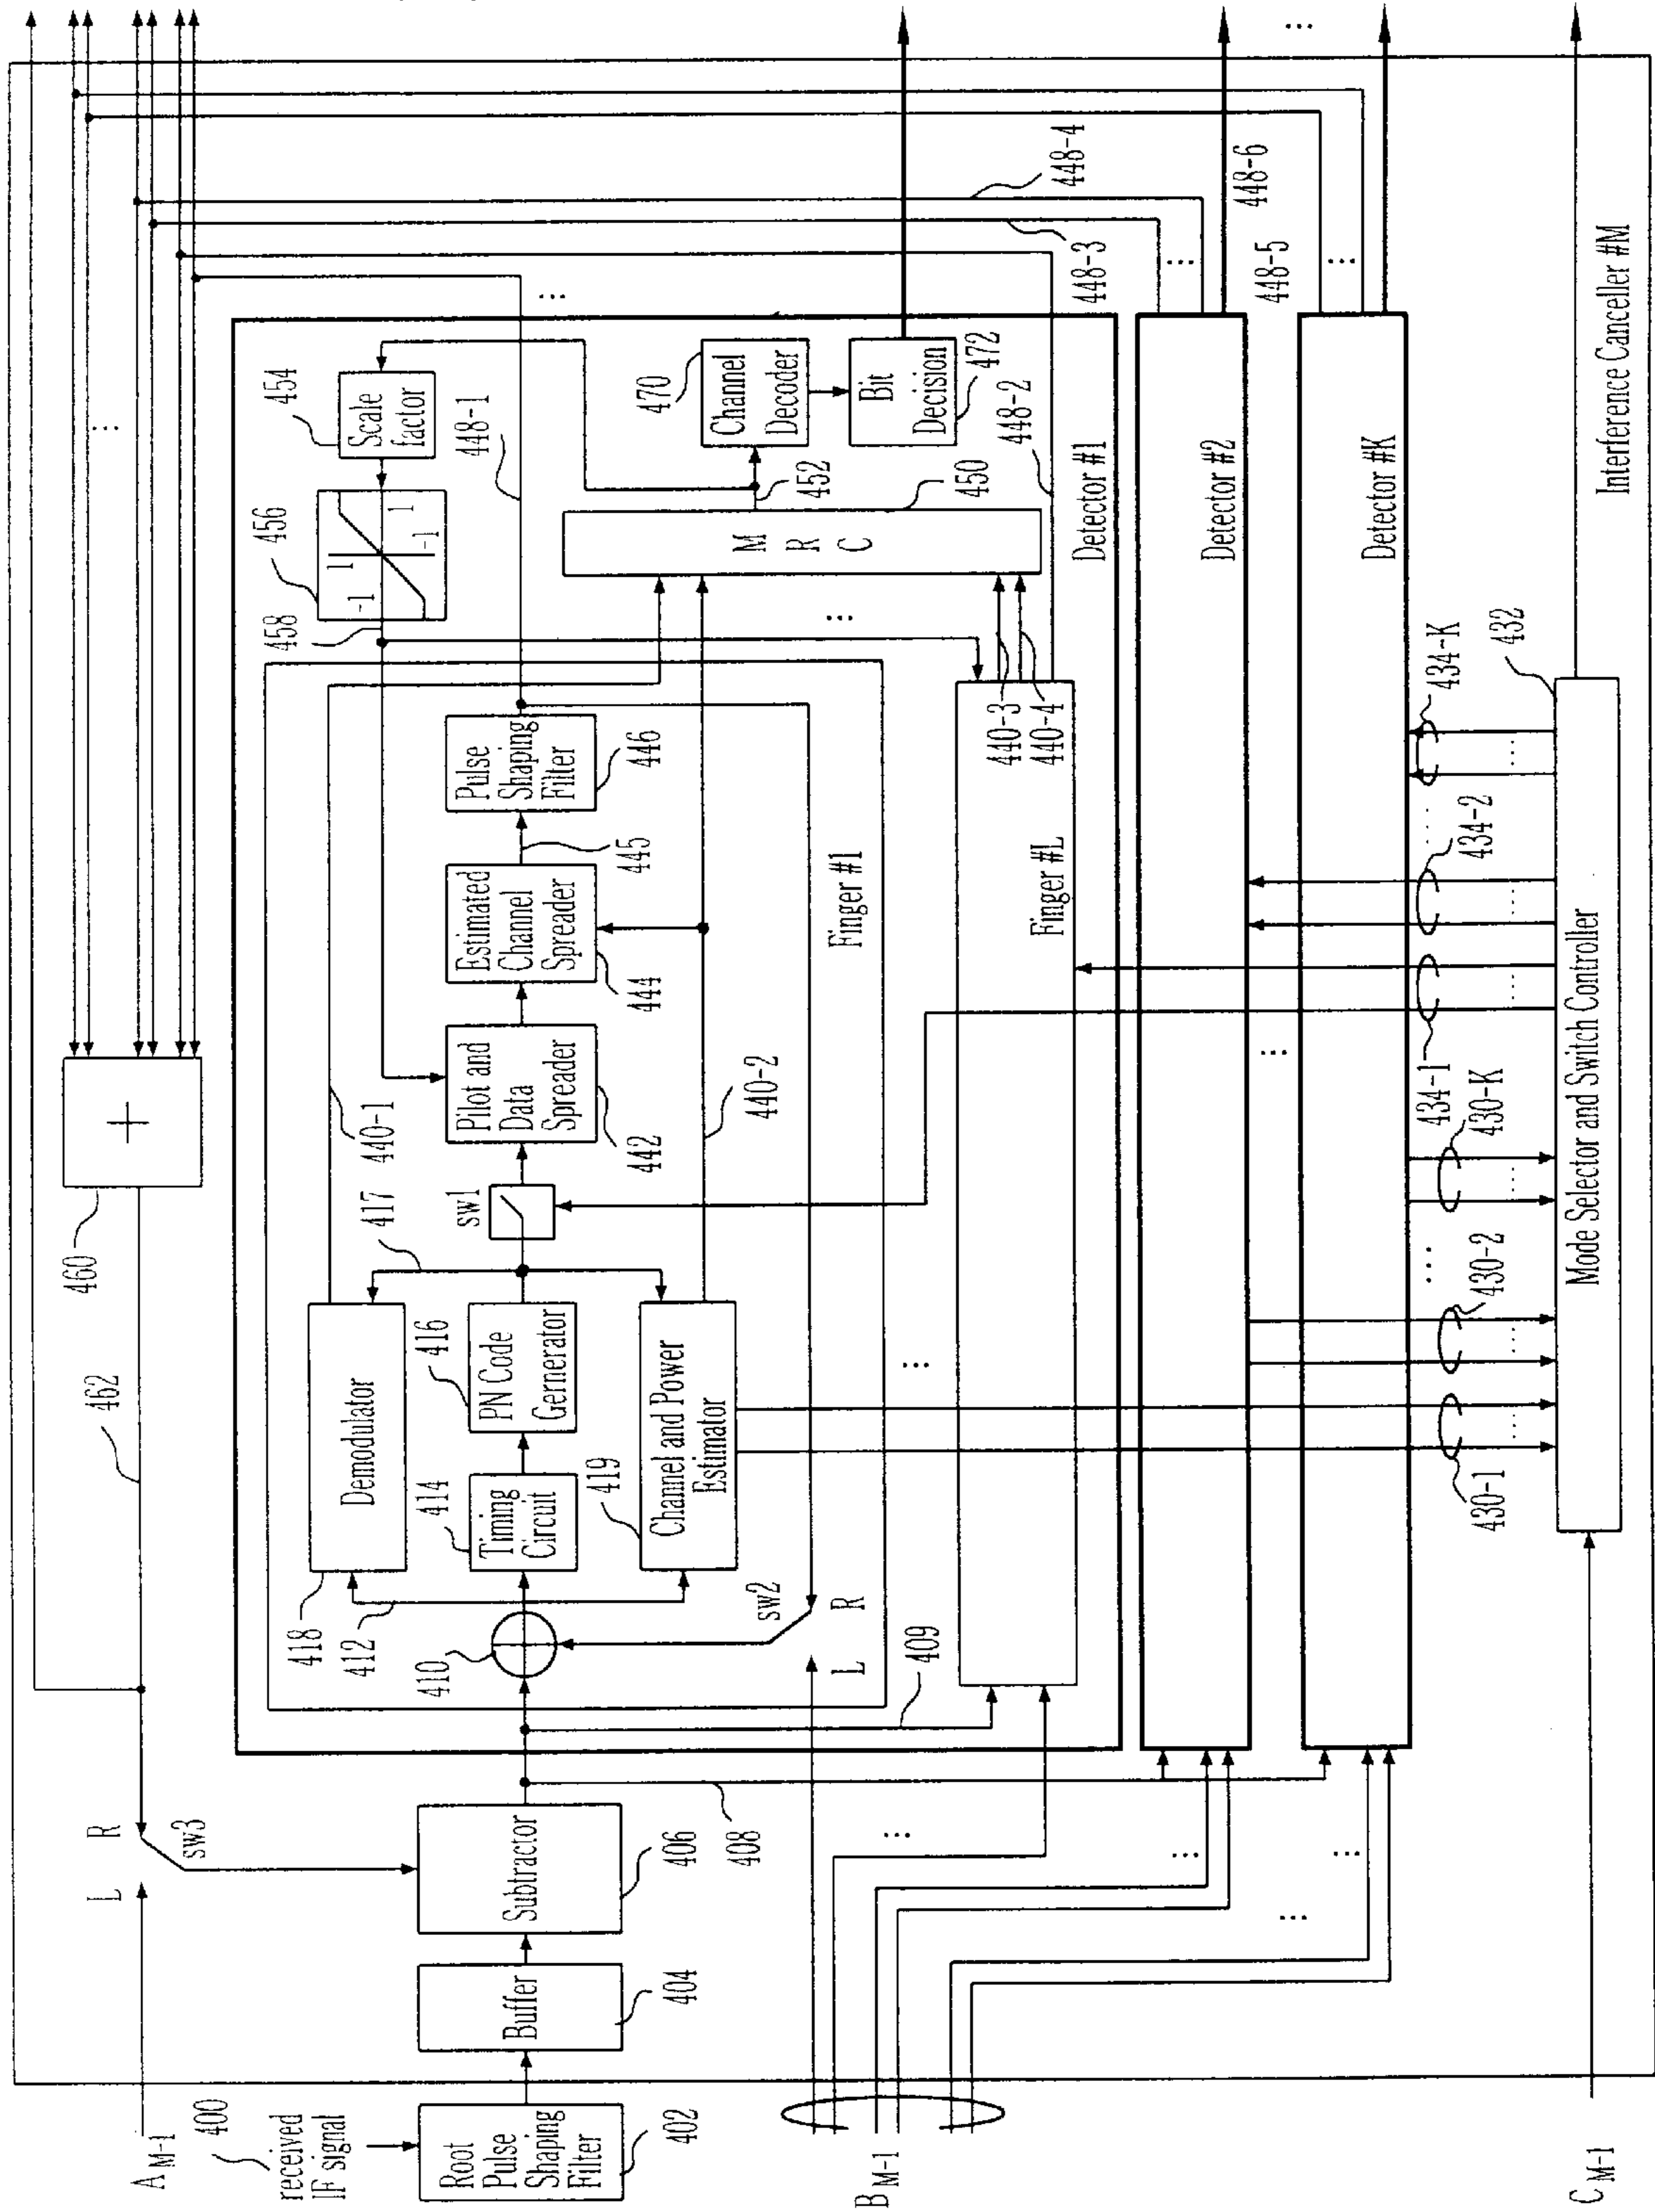 A M-1
400
received
IF signal
Root
Pulse
Shaping
Filter
402
Buffer
404
Subtractor
406
L
R
sw3
462
460
+
408
409
410
412
418
Demodulator
414
Timing
Circuit
416
PN Code
Gernerator
417
419
Channel and Power
Estimator
sw2
L
R
sw1
440-1
440-2
Pilot and
Data
Spreader
442
Estimated
Channel
Spreader
444
445
Pulse
Shaping
Filter
446
Finger #1
Finger #L
440-3
440-4
458
456
-1
1
-1
1
454
Scale
factor
448-1
M
R
C
450
452
470
Channel
Decoder
Bit
Decision
472
448-2
Detector #1
448-3
448-4
Detector #2
448-5
448-6
Detector #K
B M-1
C M-1
430-1
430-2
430-K
434-1
434-2
434-K
432
Mode Selector and Switch Controller
Interference Canceller #M